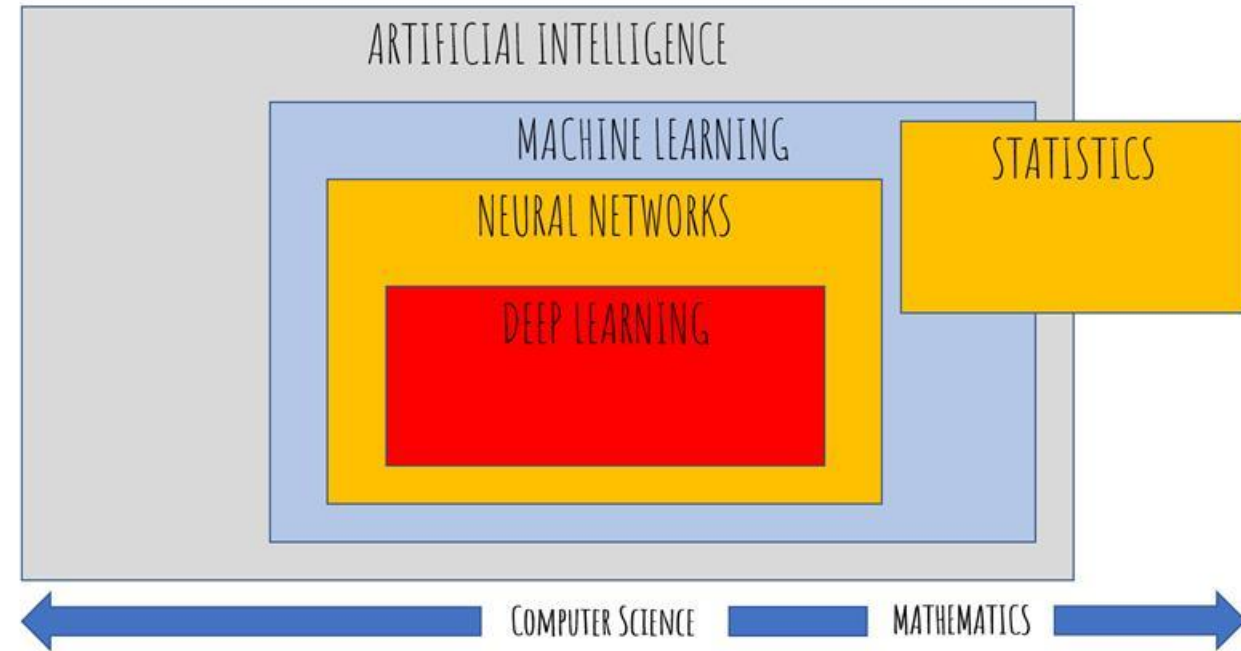 ARTIFICIAL INTELLIGENCE
MACHINE LEARNING
STATISTICS
NEURAL NETWORKS
DEEP LEARNING
COMPUTER SCIENCE
MATHEMATICS